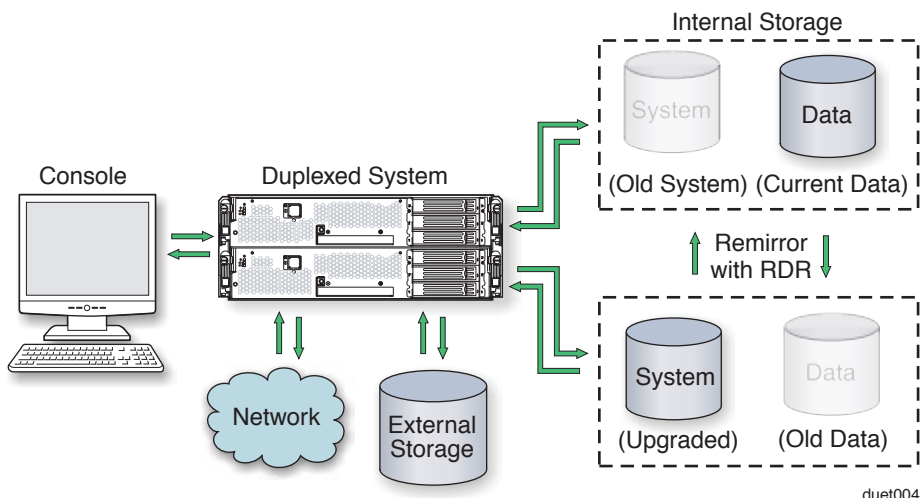 Internal Storage
System
Data
(Old System) (Current Data)
Console
Duplexed System
Remirror
with RDR
System
Data
(Upgraded)
(Old Data)
Network
External
Storage
duet004